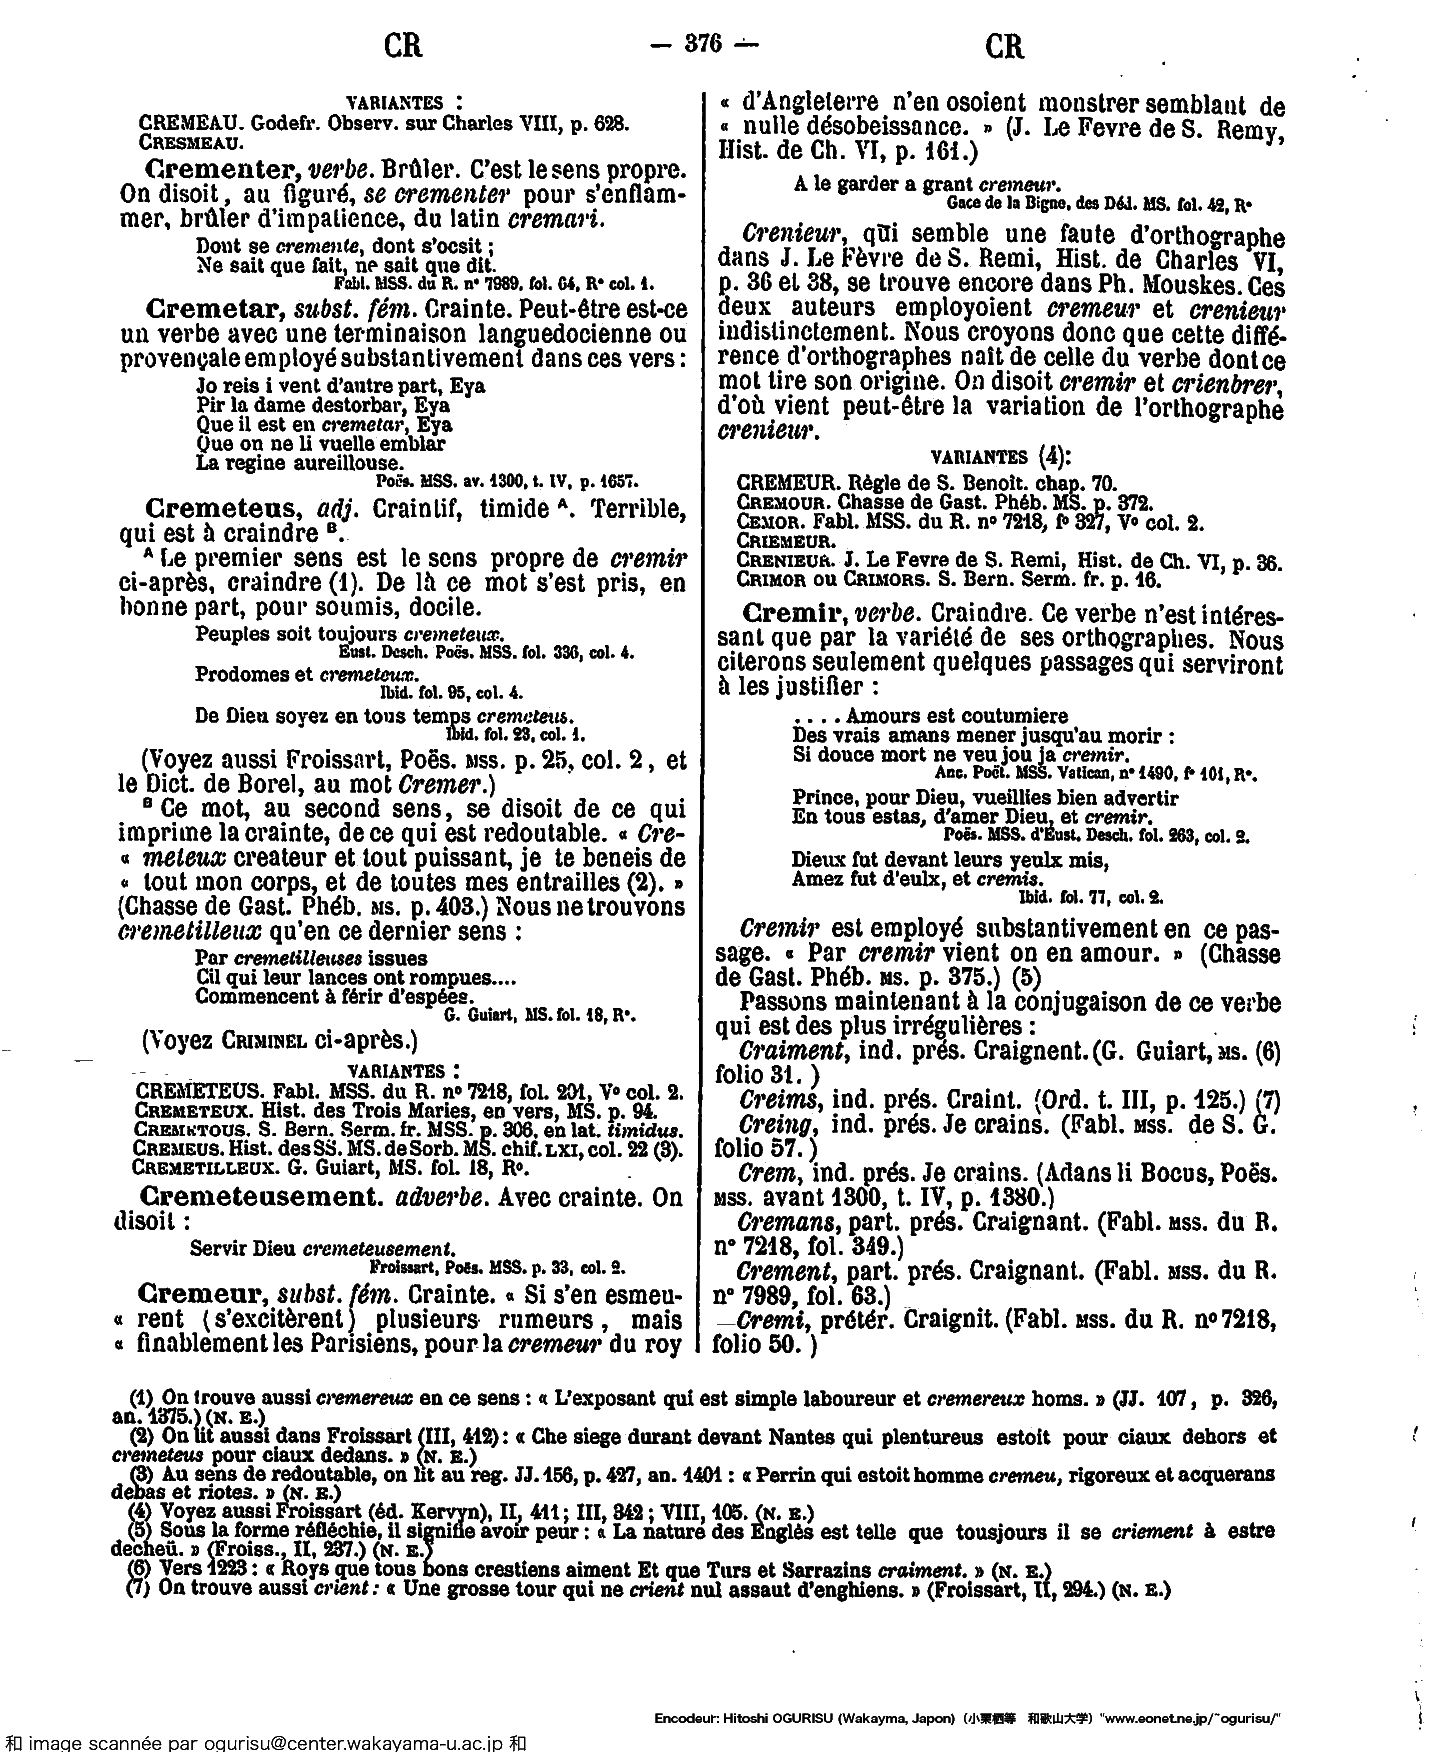 CR — 376 — CR
VARIANTES :
CREMEAU. Godefr. Observ. sur Charles VIII, p. 628.
CRESMEAU.
Crementer, verbe. Brûler. C'est le sens propre.
On disoit, au figuré, se crementer pour s'enflam-
mer, brûler d'impatience, du latin cremari.
Dont se cremente, dont s'ocsit ;
Ne sait que fait, ne sait que dit.
Fabl. MSS. du R. n° 7989, fol. 64, R° col. 1.
Cremetar, subst. fém. Crainte. Peut-être est-ce
un verbe avec une terminaison languedocienne ou
provençale employé substantivement dans ces vers :
Jo reis i vent d'autre part, Eya
Pir la dame destorbar, Eya
Que il est en cremetar, Eya
Que on ne li vuelle emblar
La regine aureillouse.
Poës. MSS. av. 1300, t. IV, p. 1657.
Cremeteus, adj. Craintif, timide A. Terrible,
qui est à craindre B.
A Le premier sens est le sens propre de cremir
ci-après, craindre (1). De là ce mot s'est pris, en
bonne part, pour soumis, docile.
Peuples soit toujours cremeteux.
Eust. Desch. Poës. MSS. fol. 336, col. 4.
Prodomes et cremeteux.
Ibid. fol. 95, col. 4.
De Dieu soyez en tous temps cremeteus.
Ibid. fol. 23, col. 1.
(Voyez aussi Froissart, Poës. MSS. p. 25, col. 2, et
le Dict. de Borel, au mot Cremer.)
B Ce mot, au second sens, se disoit de ce qui
imprime la crainte, de ce qui est redoutable. « Cre-
« meteux createur et tout puissant, je te beneis de
« tout mon corps, et de toutes mes entrailles (2). »
(Chasse de Gast. Phéb. MS. p. 403.) Nous ne trouvons
cremetilleux qu'en ce dernier sens :
Par cremetilleuses issues
Cil qui leur lances ont rompues....
Commencent à férir d'espées.
G. Guiart, MS. fol. 18, R°.
(Voyez CRIMINEL ci-après.)
VARIANTES :
CREMETEUS. Fabl. MSS. du R. n° 7218, fol. 201, V° col. 2.
CREMETEUX. Hist. des Trois Maries, en vers, MS. p. 94.
CREMETOUS. S. Bern. Serm. fr. MSS. p. 306, en lat. timidus.
CREMEUS. Hist. des SS. MS. de Sorb. MS. chif. LXI, col. 22 (3).
CREMETILLEUX. G. Guiart, MS. fol. 18, R°.
Cremeteusement. adverbe. Avec crainte. On
disoit :
Servir Dieu cremeteusement.
Froissart, Poës. MSS. p. 33, col. 2.
Cremeur, subst. fém. Crainte. « Si s'en esmeu-
« rent (s'excitèrent) plusieurs rumeurs, mais
« finablement les Parisiens, pour la cremeur du roy
« d'Angleterre n'en osoient monstrer semblant de
« nulle désobeissance. » (J. Le Fevre de S. Remy,
Hist. de Ch. VI, p. 161.)
A le garder a grant cremeur.
Gace de la Bigne, des Déd. MS. fol. 42, R°
Crenieur, qui semble une faute d'orthographe
dans J. Le Fèvre de S. Remi, Hist. de Charles VI,
p. 36 et 38, se trouve encore dans Ph. Mouskes. Ces
deux auteurs employoient cremeur et crenieur
indistinctement. Nous croyons donc que cette diffé-
rence d'orthographes naît de celle du verbe dont ce
mot tire son origine. On disoit cremir et crienbrer,
d'où vient peut-être la variation de l'orthographe
crenieur.
VARIANTES (4):
CREMEUR. Règle de S. Benoît. chap. 70.
CREMOUR. Chasse de Gast. Phéb. MS. p. 372.
CEMOR. Fabl. MSS. du R. n° 7218, f° 327, V° col. 2.
CRIEMEUR.
CRENIEUR. J. Le Fevre de S. Remi, Hist. de Ch. VI, p. 36.
CRIMOR OU CRIMORS. S. Bern. Serm. fr. p. 16.
Cremir, verbe. Craindre. Ce verbe n'est intéres-
sant que par la variété de ses orthographes. Nous
citerons seulement quelques passages qui serviront
à les justifier :
. . . . Amours est coutumiere
Des vrais amans mener jusqu'au morir :
Si douce mort ne veu jou ja cremir.
Anc. Poët. MSS. Vatican, n° 1490, f° 101, R°.
Prince, pour Dieu, vueillies bien advertir
En tous estas, d'amer Dieu, et cremir.
Poës. MSS. d'Eust. Desch. fol. 263, col. 2.
Dieux fut devant leurs yeulx mis,
Amez fut d'eulx, et cremis.
Ibid. fol. 77, col. 2.
Cremir est employé substantivement en ce pas-
sage. « Par cremir vient on en amour. » (Chasse
de Gast. Phéb. MS. p. 375.) (5)
Passons maintenant à la conjugaison de ce verbe
qui est des plus irrégulières :
Craiment, ind. prés. Craignent. (G. Guiart, MS. (6)
folio 31. )
Creims, ind. prés. Craint. (Ord. t. III, p. 125.) (7)
Creing, ind. prés. Je crains. (Fabl. MSS. de S. G.
folio 57. )
Crem, ind. prés. Je crains. (Adans li Bocus, Poës.
MSS. avant 1300, t. IV, p. 1380.)
Cremans, part. prés. Craignant. (Fabl. MSS. du R.
n° 7218, fol. 349.)
Crement, part. prés. Craignant. (Fabl. MSS. du R.
n° 7989, fol. 63.)
Cremi, prétér. Craignit. (Fabl. MSS. du R. n° 7218,
folio 50. )
(1) On trouve aussi cremereux en ce sens : « L'exposant qui est simple laboureur et cremereux homs. » (JJ. 107, p. 326,
an. 1375.) (N. E.)
(2) On lit aussi dans Froissart (III, 412) : « Che siege durant devant Nantes qui plentureus estoit pour ciaux dehors et
cremeteus pour ciaux dedans. » (N. E.)
(3) Au sens de redoutable, on lit au reg. JJ. 156, p. 427, an. 1401 : « Perrin qui estoit homme cremeu, rigoreux et acquerans
debas et riotes. » (N. E.)
(4) Voyez aussi Froissart (éd. Kervyn), II, 411 ; III, 342 ; VIII, 105. (N. E.)
(5) Sous la forme réfléchie, il signifie avoir peur : « La nature des Englès est telle que tousjours il se criement à estre
decheü. » (Froiss., II, 237.) (N. E.)
(6) Vers 1223 : « Roys que tous bons crestiens aiment Et que Turs et Sarrazins craiment. » (N. E.)
(7) On trouve aussi crient : « Une grosse tour qui ne crient nul assaut d'enghiens. » (Froissart, II, 294.) (N. E.)
Encodeur: Hitoshi OGURISU (Wakayma, Japon) (小栗栖等 和歌山大学) "www.eonet.ne.jp/~ogurisu/"
和 image scannée par ogurisu@center.wakayama-u.ac.jp 和